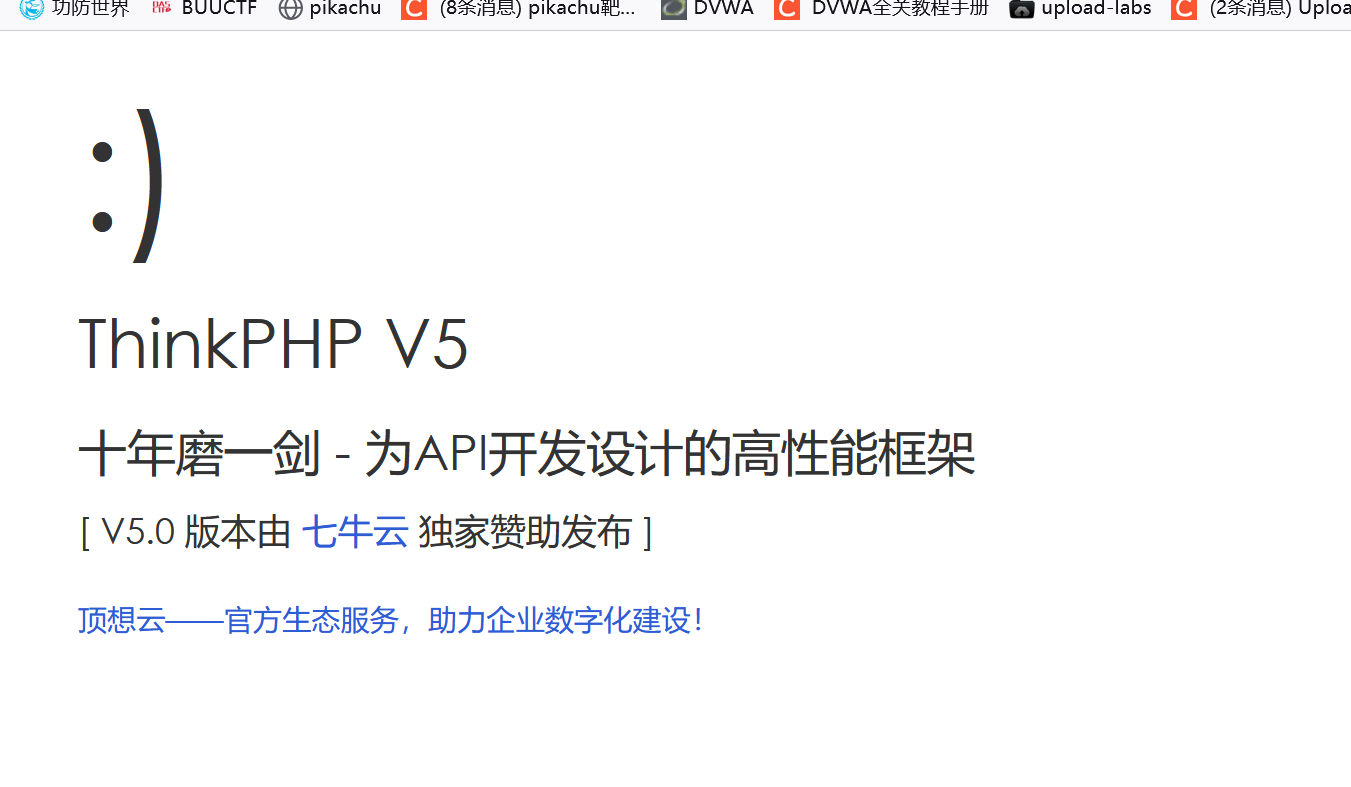 功防世界 BUUCTF pikachu (8条消息) pikachu靶... DVWA DVWA全关教程手册 upload-labs (2条消息) Uploa
:)
ThinkPHP V5
十年磨一剑 - 为API开发设计的高性能框架
[ V5.0 版本由 七牛云 独家赞助发布 ]
顶想云——官方生态服务，助力企业数字化建设！